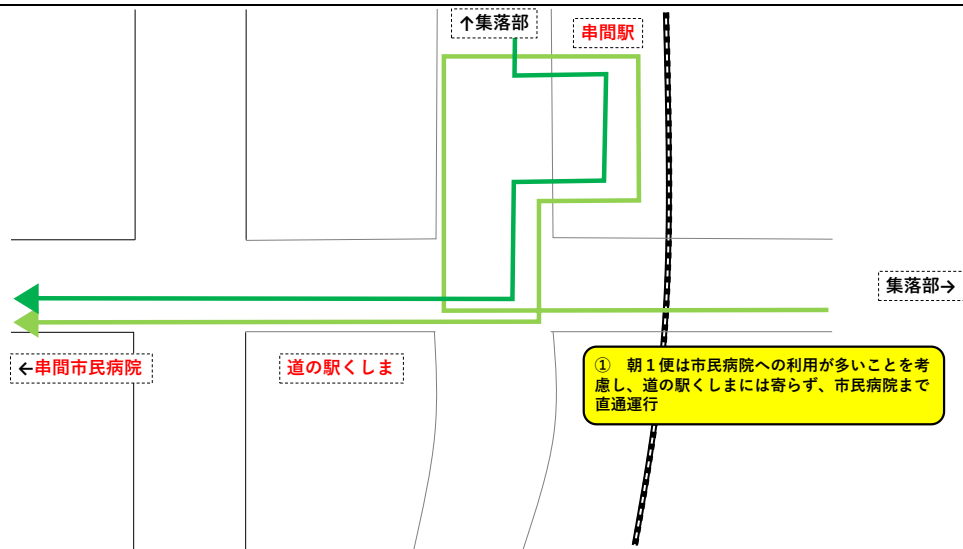 ↑集落部
串間駅
集落部→
←串間市民病院
道の駅くしま
①　朝１便は市民病院への利用が多いことを考
慮し、道の駅くしまには寄らず、市民病院まで
直通運行